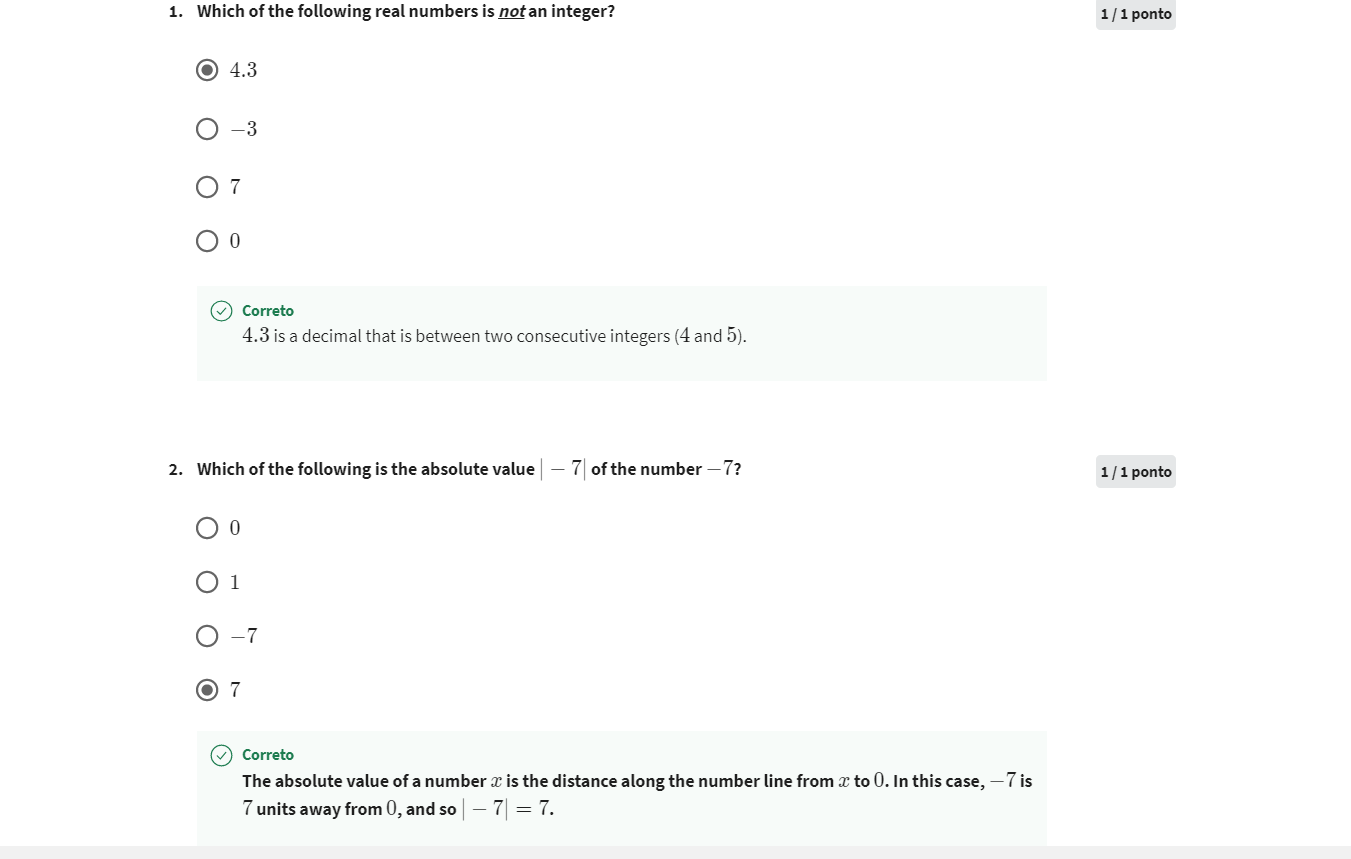 1. Which of the following real numbers is not an integer?
1 / 1 ponto
4.3
−3
7
0
Correto
4.3 is a decimal that is between two consecutive integers (4 and 5).
2. Which of the following is the absolute value | − 7| of the number −7?
1 / 1 ponto
0
1
−7
7
Correto
The absolute value of a number x is the distance along the number line from x to 0. In this case, −7 is
7 units away from 0, and so | − 7| = 7.